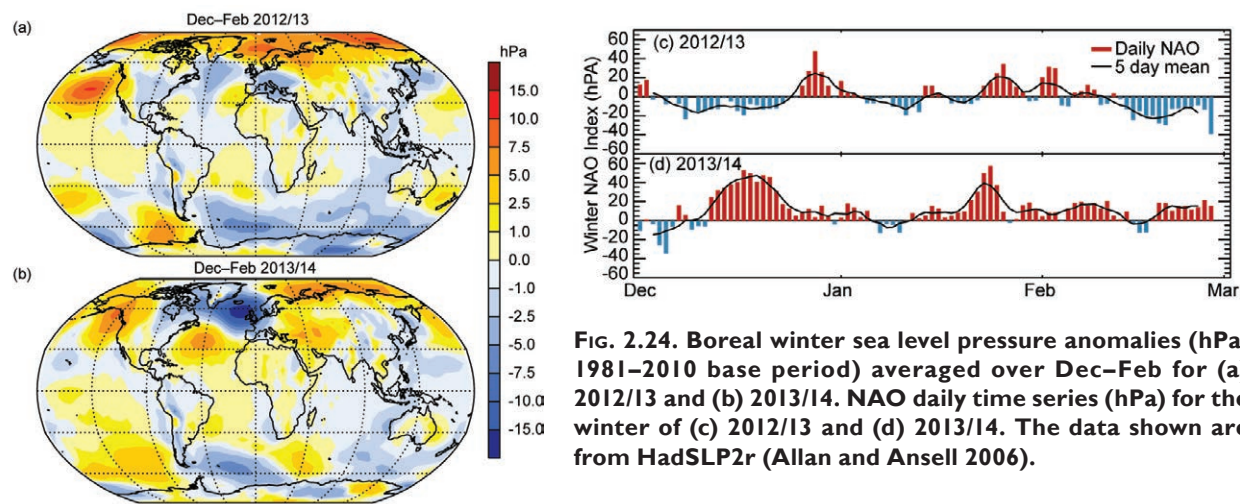 (a)
Dec–Feb 2012/13
hPa
15.0
10.0
7.5
5.0
2.5
1.0
0.0
-1.0
-2.5
-5.0
-7.5
-10.0
-15.0
(b)
Dec–Feb 2013/14
Winter NAO Index (hPA)
60
40
20
0
-20
-40
-60
(c) 2012/13
Daily NAO
5 day mean
60
40
20
0
-20
-40
-60
(d) 2013/14
Dec
Jan
Feb
Mar
Fig. 2.24. Boreal winter sea level pressure anomalies (hPa
1981–2010 base period) averaged over Dec–Feb for (a
2012/13 and (b) 2013/14. NAO daily time series (hPa) for the
winter of (c) 2012/13 and (d) 2013/14. The data shown are
from HadSLP2r (Allan and Ansell 2006).